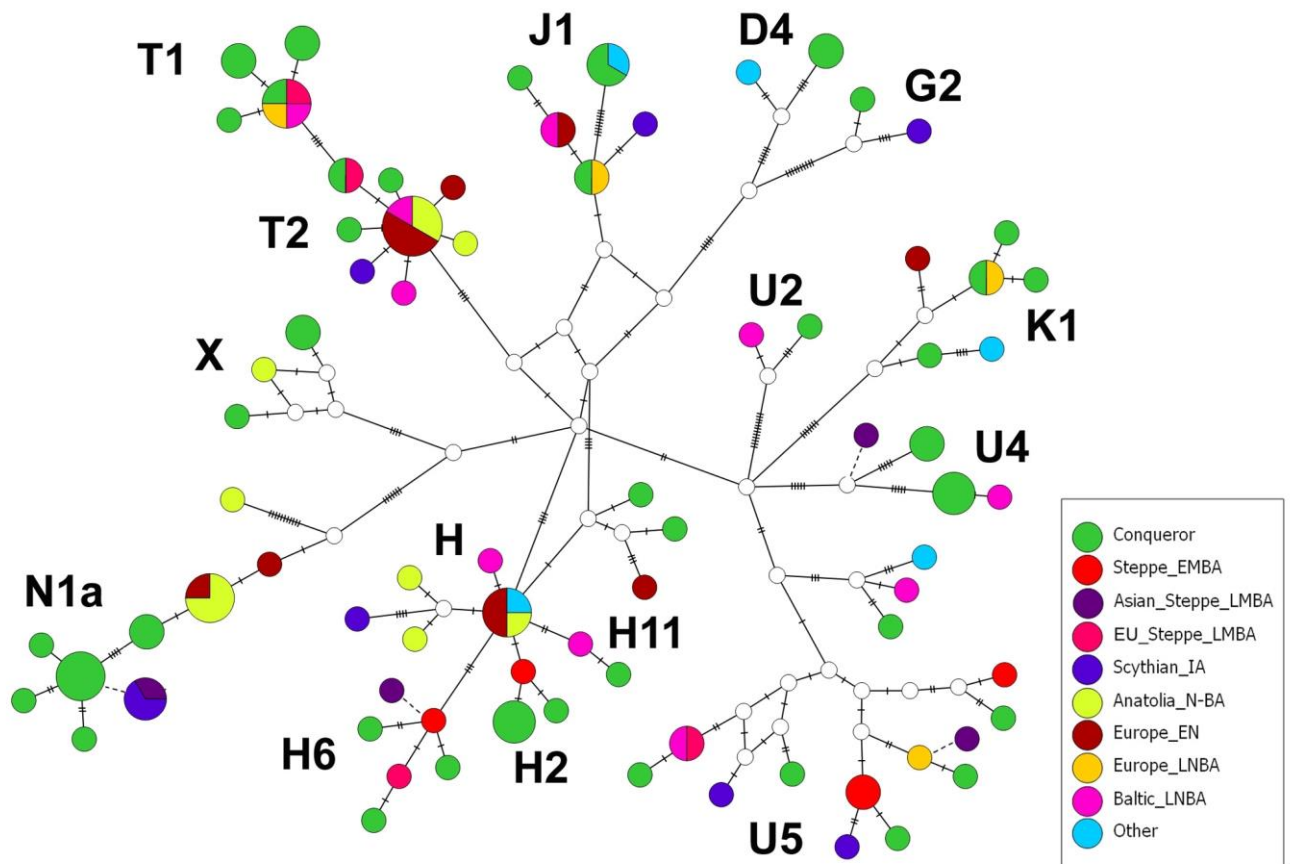 J1
D4
T1
G2
T2
U2
K1
X
U4
H
N1a
H11
H6
H2
U5
Conqueror
Steppe_EMBA
Asian_Steppe_LMBA
EU_Steppe_LMBA
Scythian_IA
Anatolia_N-BA
Europe_EN
Europe_LNBA
Baltic_LNBA
Other